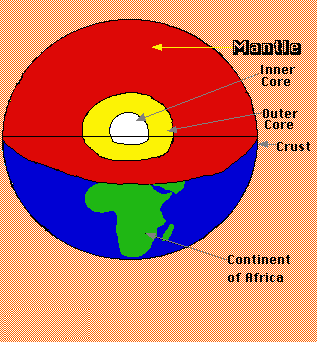 Mantle
Inner
Core
Outer
Core
Crust
Continent
of Africa